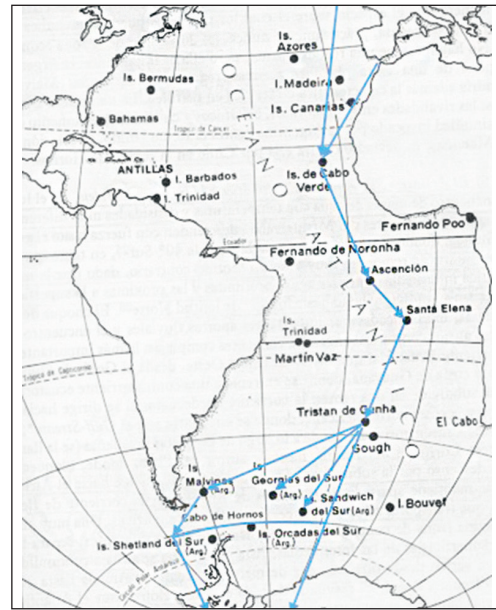 Is.
Azores
Is. Bermudas
I. Madeira
Is. Canarias
Bahamas
OCEANO
Trópico de Cancer
ANTILLAS
I. Barbados
I. Trinidad
Is. de Cabo
Verde
Fernando Poo
Ecuador
Fernando de Noronha
Ascención
Santa Elena
Is.
Trinidad
Martín Vaz
Trópico de Capricornio
Tristan de Cunha
El Cabo
Gough
Is.
Malvinas
(Arg)
Is.
Georgias del Sur
(Arg)
Is. Sandwich
del Sur(Arg)
I. Bouvet
Cabo de Hornos
Is. Orcadas del Sur
(Arg)
Is. Shetland del Sur
(Arg)
Círculo Polar Antártico